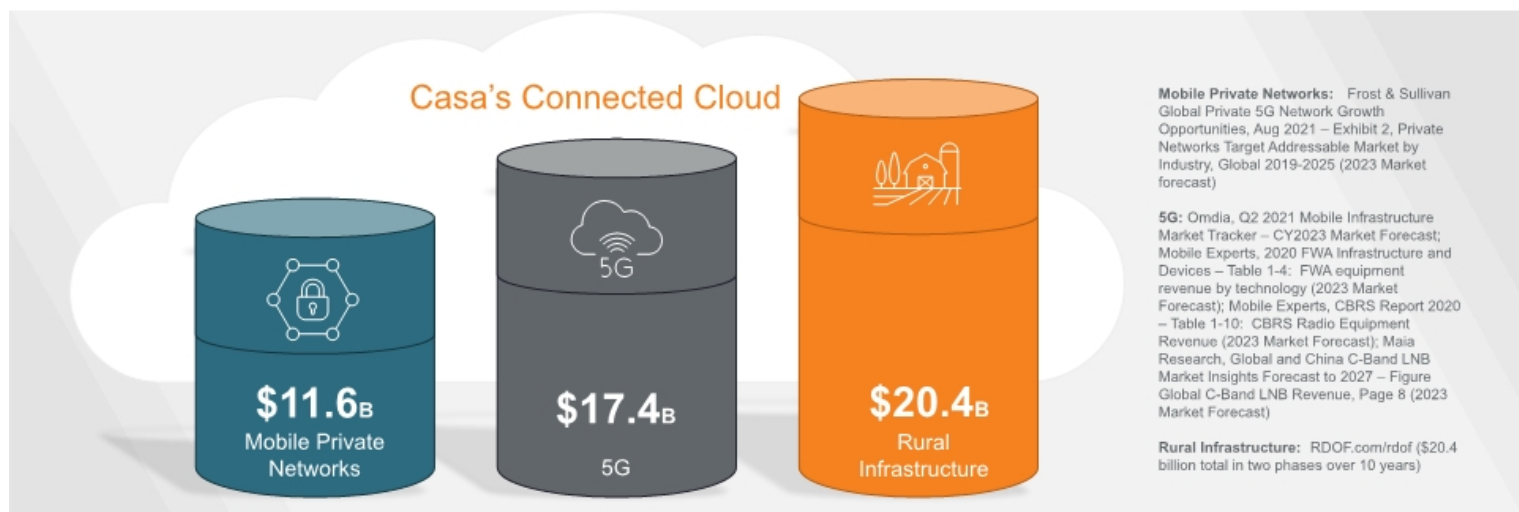 Casa's Connected Cloud
5G
$11.6B
Mobile Private
Networks
$17.4B
5G
$20.4B
Rural
Infrastructure
Mobile Private Networks: Frost & Sullivan
Global Private 5G Network Growth
Opportunities, Aug 2021 – Exhibit 2, Private
Networks Target Addressable Market by
Industry, Global 2019-2025 (2023 Market
forecast)
5G: Omdia, Q2 2021 Mobile Infrastructure
Market Tracker – CY2023 Market Forecast;
Mobile Experts, 2020 FWA Infrastructure and
Devices – Table 1-4: FWA equipment
revenue by technology (2023 Market
Forecast); Mobile Experts, CBRS Report 2020
– Table 1-10: CBRS Radio Equipment
Revenue (2023 Market Forecast); Maia
Research, Global and China C-Band LNB
Market Insights Forecast to 2027 – Figure
Global C-Band LNB Revenue, Page 8 (2023
Market Forecast)
Rural Infrastructure: RDOF.com/rdof ($20.4
billion total in two phases over 10 years)